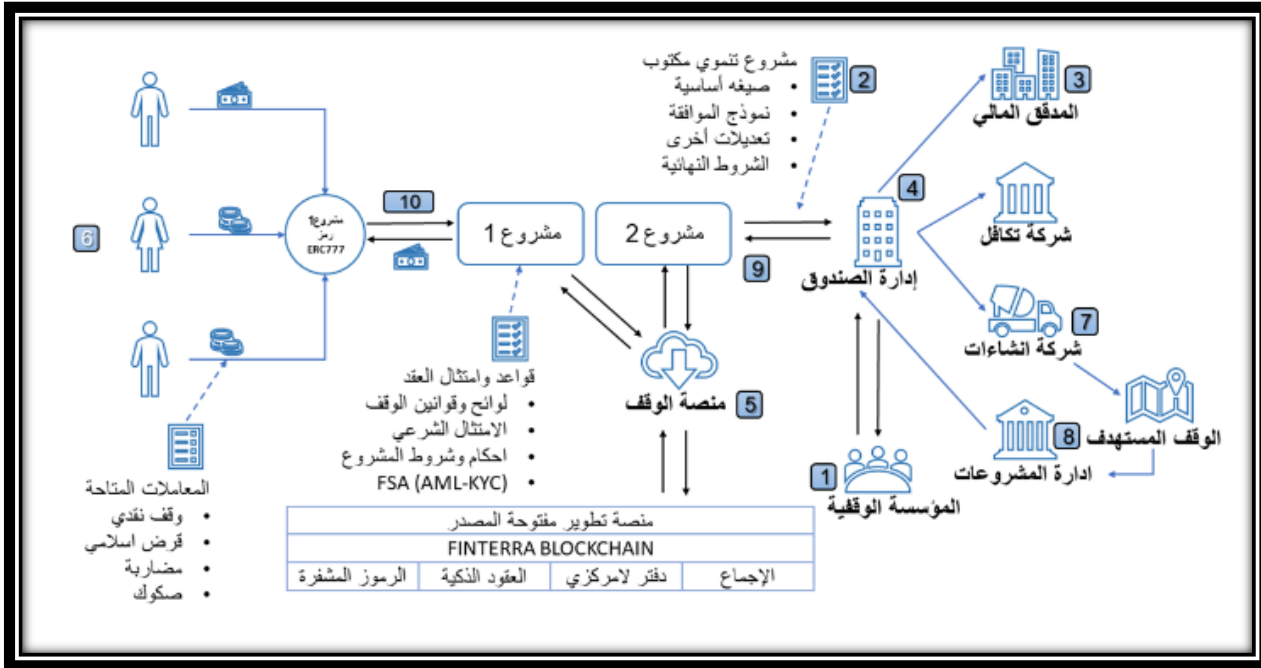 مشروع تنموي مكتوب
• صيغه أساسية
• نموذج الموافقة
• تعديلات أخرى
• الشروط النهائية
2
3
المدقق المالي
4
إدارة الصندوق
شركة تكافل
7
شركة انشاءات
الوقف المستهدف
8
ادارة المشروعات
1
المؤسسة الوقفية
9
مشروع 2
مشروع 1
10
مشروع1
رمز
ERC777
6
5
منصة الوقف
قواعد وامتثال العقد
• لوائح وقوانين الوقف
• الامتثال الشرعي
• احكام وشروط المشروع
• FSA (AML-KYC)
المعاملات المتاحة
• وقف نقدي
• قرض اسلامي
• مضاربة
• صكوك
منصة تطوير مفتوحة المصدر
FINTERRA BLOCKCHAIN
الإجماع
دفتر لامركزي
العقود الذكية
الرموز المشفرة